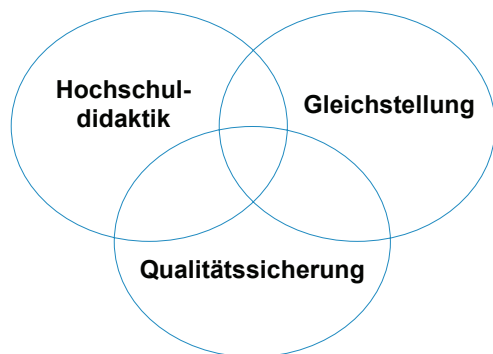 Hochschul-
didaktik
Gleichstellung
Qualitätssicherung